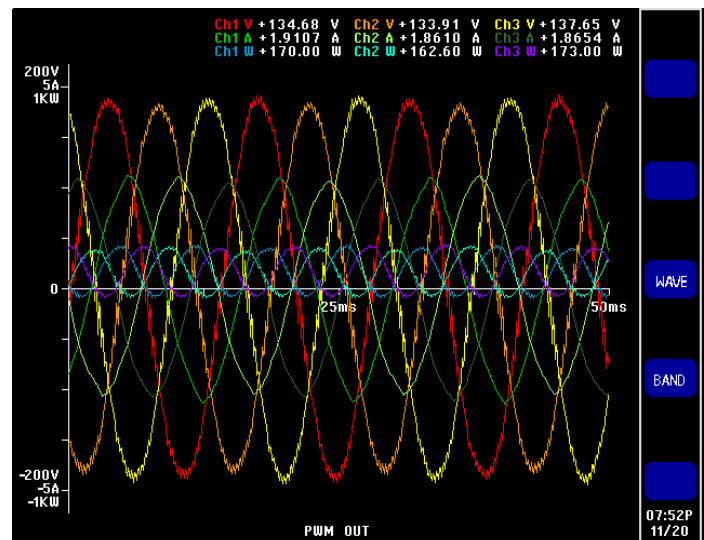 Ch1 V +134.68 V Ch2 V +133.91 V Ch3 V +137.65 V
Ch1 A +1.9107 A Ch2 A +1.8610 A Ch3 A +1.8654 A
Ch1 W +170.00 W Ch2 W +162.60 W Ch3 W +173.00 W
200V
5A
1KW
0
25ms
50ms
-200V
-5A
-1KW
PWM OUT
WAVE
BAND
07:52P
11/20